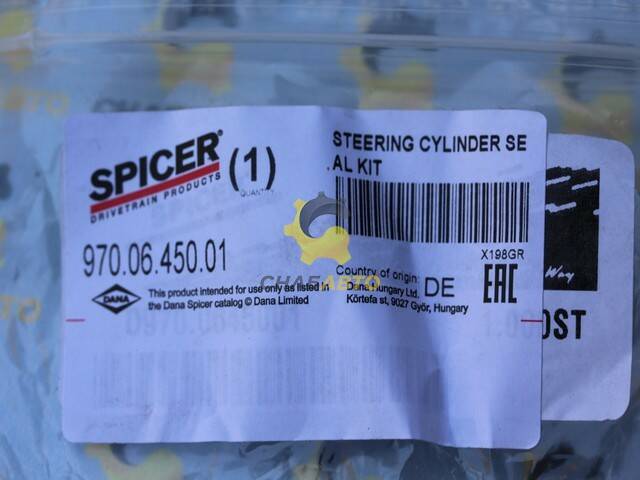 SPICER®
DRIVETRAIN PRODUCTS
(1)
QUANTITY
STEERING CYLINDER SE
AL KIT
970.06.450.01
X198GR
СНАБАВТО
Country of origin: DE
Dana Hungary Ltd.
Körtefa st, 9027 Győr, Hungary
EAC
DANA
This product intended for use only as listed in
the Dana Spicer catalog © Dana Limited
Way